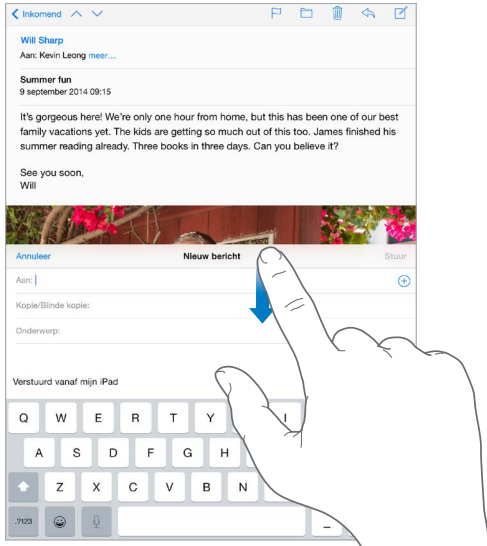 Inkomend
Will Sharp
Aan: Kevin Leong meer...
Summer fun
9 september 2014 09:15
It's gorgeous here! We're only one hour from home, but this has been one of our best
family vacations yet. The kids are getting so much out of this too. James finished his
summer reading already. Three books in three days. Can you believe it?
See you soon,
Will
Annuleer Nieuw bericht Stuur
Aan:
Kopie/Blinde kopie:
Onderwerp:
Verstuurd vanaf mijn iPad
Q W E R T Y I
A S D F G H
Z X C V B N
.?123